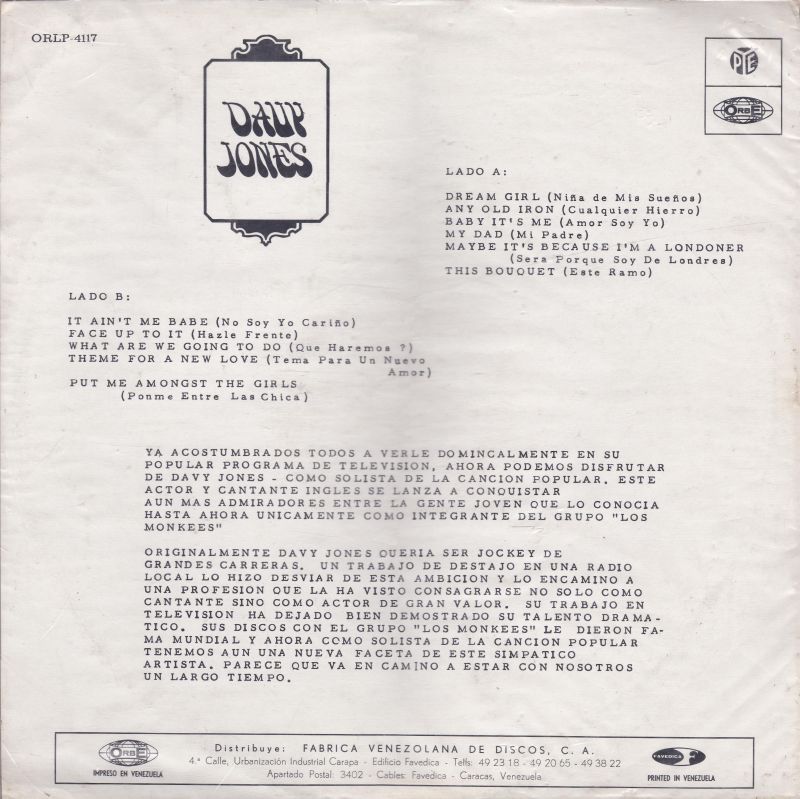 ORLP-4117
PYE
ORBE
DAVY
JONES
LADO A:
DREAM GIRL (Niña de Mis Sueños)
ANY OLD IRON (Cualquier Hierro)
BABY IT'S ME (Amor Soy Yo)
MY DAD (Mi Padre)
MAYBE IT'S BECAUSE I'M A LONDONER
(Sera Porque Soy De Londres)
THIS BOUQUET (Este Ramo)
LADO B:
IT AIN'T ME BABE (No Soy Yo Cariño)
FACE UP TO IT (Hazle Frente)
WHAT ARE WE GOING TO DO (Que Haremos ?)
THEME FOR A NEW LOVE (Tema Para Un Nuevo
Amor)
PUT ME AMONGST THE GIRLS
(Ponme Entre Las Chica)
YA ACOSTUMBRADOS TODOS A VERLE DOMINCALMENTE EN SU
POPULAR PROGRAMA DE TELEVISION, AHORA PODEMOS DISFRUTAR
DE DAVY JONES - COMO SOLISTA DE LA CANCION POPULAR. ESTE
ACTOR Y CANTANTE INGLES SE LANZA A CONQUISTAR
AUN MAS ADMIRADORES ENTRE LA GENTE JOVEN QUE LO CONOCIA
HASTA AHORA UNICAMENTE COMO INTEGRANTE DEL GRUPO "LOS
MONKEES"
ORIGINALMENTE DAVY JONES QUERIA SER JOCKEY DE
GRANDES CARRERAS. UN TRABAJO DE DESTAJO EN UNA RADIO
LOCAL LO HIZO DESVIAR DE ESTA AMBICION Y LO ENCAMINO A
UNA PROFESION QUE LA HA VISTO CONSAGRARSE NO SOLO COMO
CANTANTE SINO COMO ACTOR DE GRAN VALOR. SU TRABAJO EN
TELEVISION HA DEJADO BIEN DEMOSTRADO SU TALENTO DRAMA-
TICO. SUS DISCOS CON EL GRUPO "LOS MONKEES" LE DIERON FA-
MA MUNDIAL Y AHORA COMO SOLISTA DE LA CANCION POPULAR
TENEMOS AUN UNA NUEVA FACETA DE ESTE SIMPATICO
ARTISTA. PARECE QUE VA EN CAMINO A ESTAR CON NOSOTROS
UN LARGO TIEMPO.
ORBE
IMPRESO EN VENEZUELA
Distribuye: FABRICA VENEZOLANA DE DISCOS, C. A.
4.ª Calle, Urbanización Industrial Carapa - Edificio Favedica - Telfs: 49 23 18 - 49 20 65 - 49 38 22
Apartado Postal: 3402 - Cables: Favedica - Caracas, Venezuela
FAVEDICA
PRINTED IN VENEZUELA